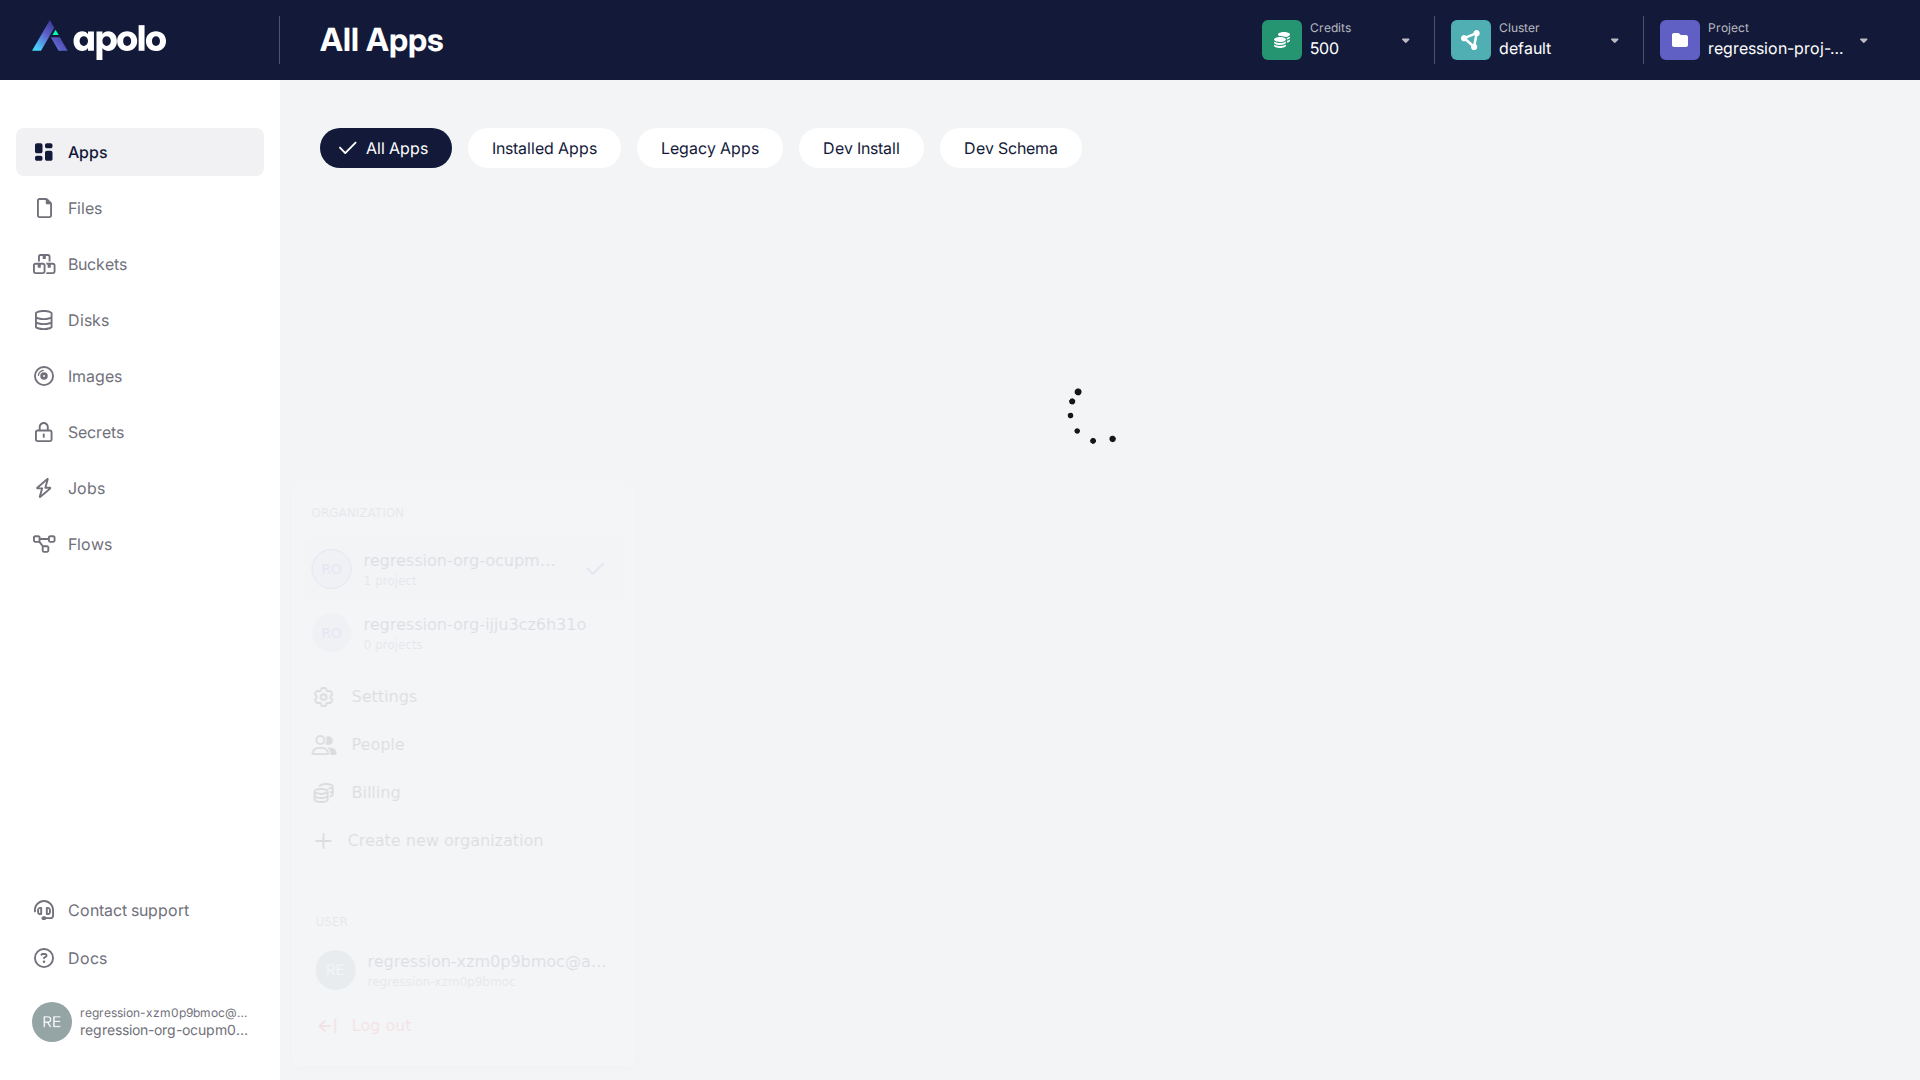 apolo
All Apps
Credits
500
Cluster
default
Project
regression-proj-...
Apps
Files
Buckets
Disks
Images
Secrets
Jobs
Flows
Contact support
Docs
RE
regression-xzm0p9bmoc@...
regression-org-ocupm0...
All Apps
Installed Apps
Legacy Apps
Dev Install
Dev Schema
ORGANIZATION
RO
regression-org-ocupm...
1 project
RO
regression-org-ijju3cz6h31o
0 projects
Settings
People
Billing
Create new organization
USER
RE
regression-xzm0p9bmoc@a...
regression-xzm0p9bmoc
Log out